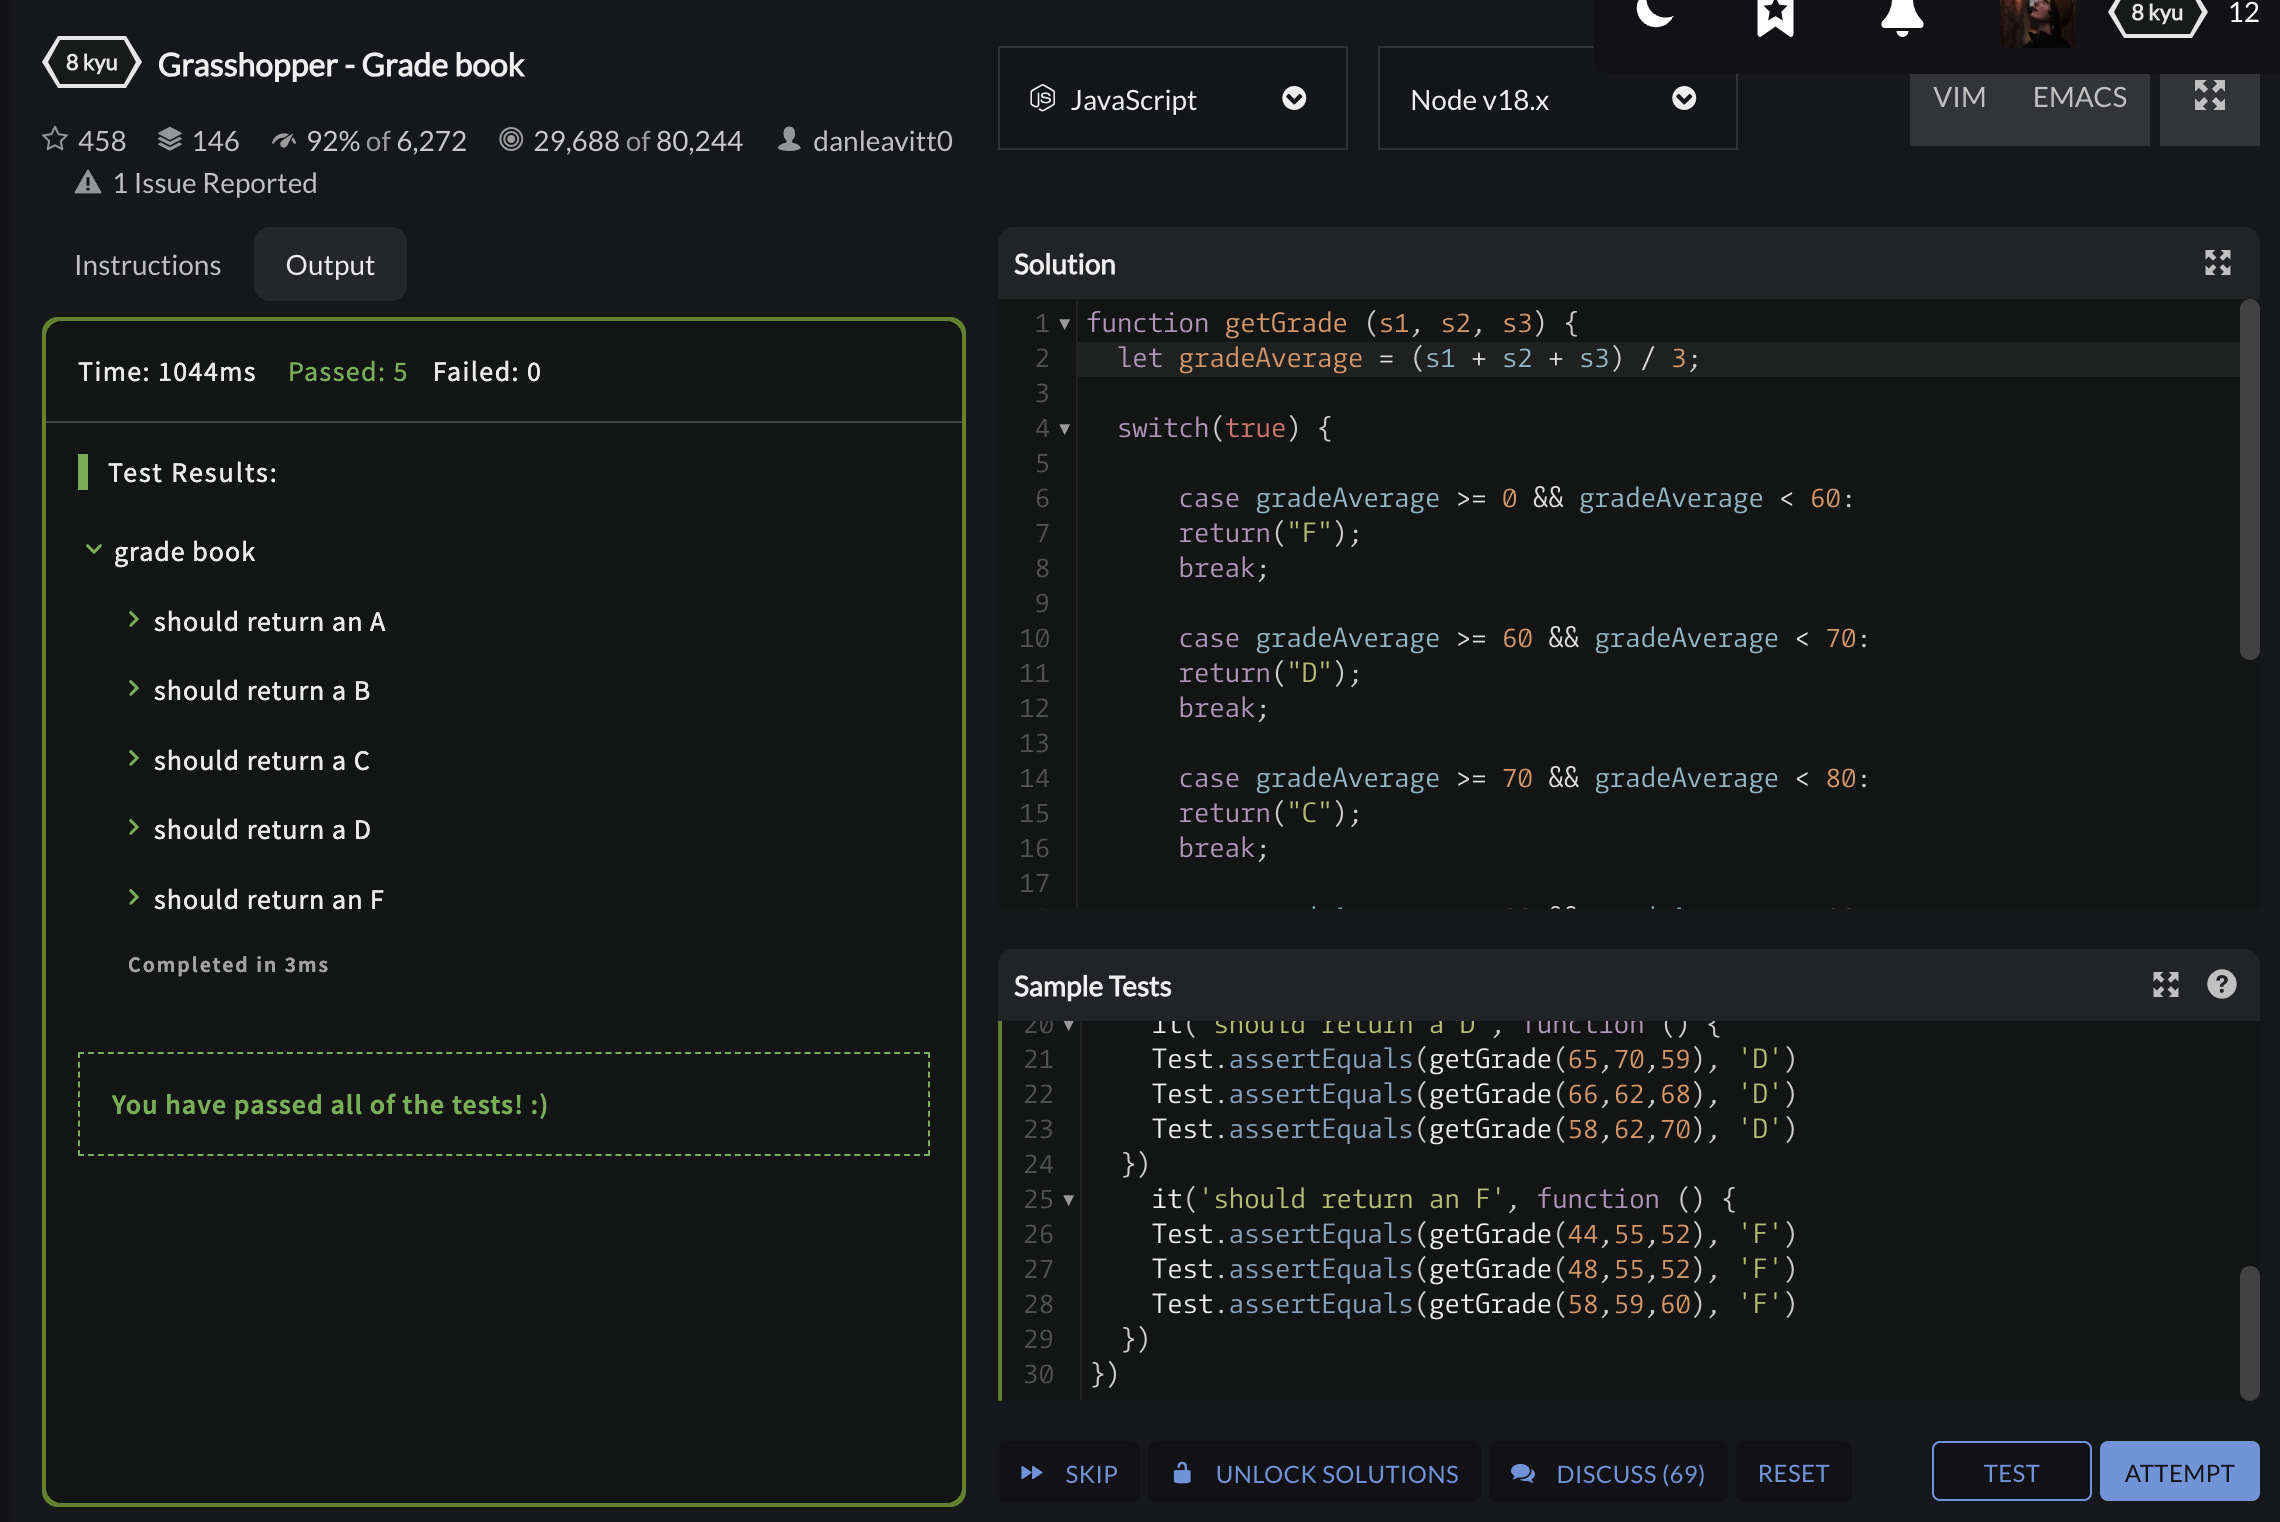 8 kyu Grasshopper - Grade book
458 146 92% of 6,272 29,688 of 80,244 danleavitt0
1 Issue Reported
8 kyu 12
JavaScript Node v18.x VIM EMACS
Instructions Output
Time: 1044ms Passed: 5 Failed: 0
Test Results:
grade book
should return an A
should return a B
should return a C
should return a D
should return an F
Completed in 3ms
You have passed all of the tests! :)
Solution
1 function getGrade (s1, s2, s3) {
2 let gradeAverage = (s1 + s2 + s3) / 3;
3
4 switch(true) {
5
6 case gradeAverage >= 0 && gradeAverage < 60:
7 return("F");
8 break;
9
10 case gradeAverage >= 60 && gradeAverage < 70:
11 return("D");
12 break;
13
14 case gradeAverage >= 70 && gradeAverage < 80:
15 return("C");
16 break;
17
Sample Tests
20 it('should return a D', function () {
21 Test.assertEquals(getGrade(65,70,59), 'D')
22 Test.assertEquals(getGrade(66,62,68), 'D')
23 Test.assertEquals(getGrade(58,62,70), 'D')
24 })
25 it('should return an F', function () {
26 Test.assertEquals(getGrade(44,55,52), 'F')
27 Test.assertEquals(getGrade(48,55,52), 'F')
28 Test.assertEquals(getGrade(58,59,60), 'F')
29 })
30 })
SKIP UNLOCK SOLUTIONS DISCUSS (69) RESET TEST ATTEMPT